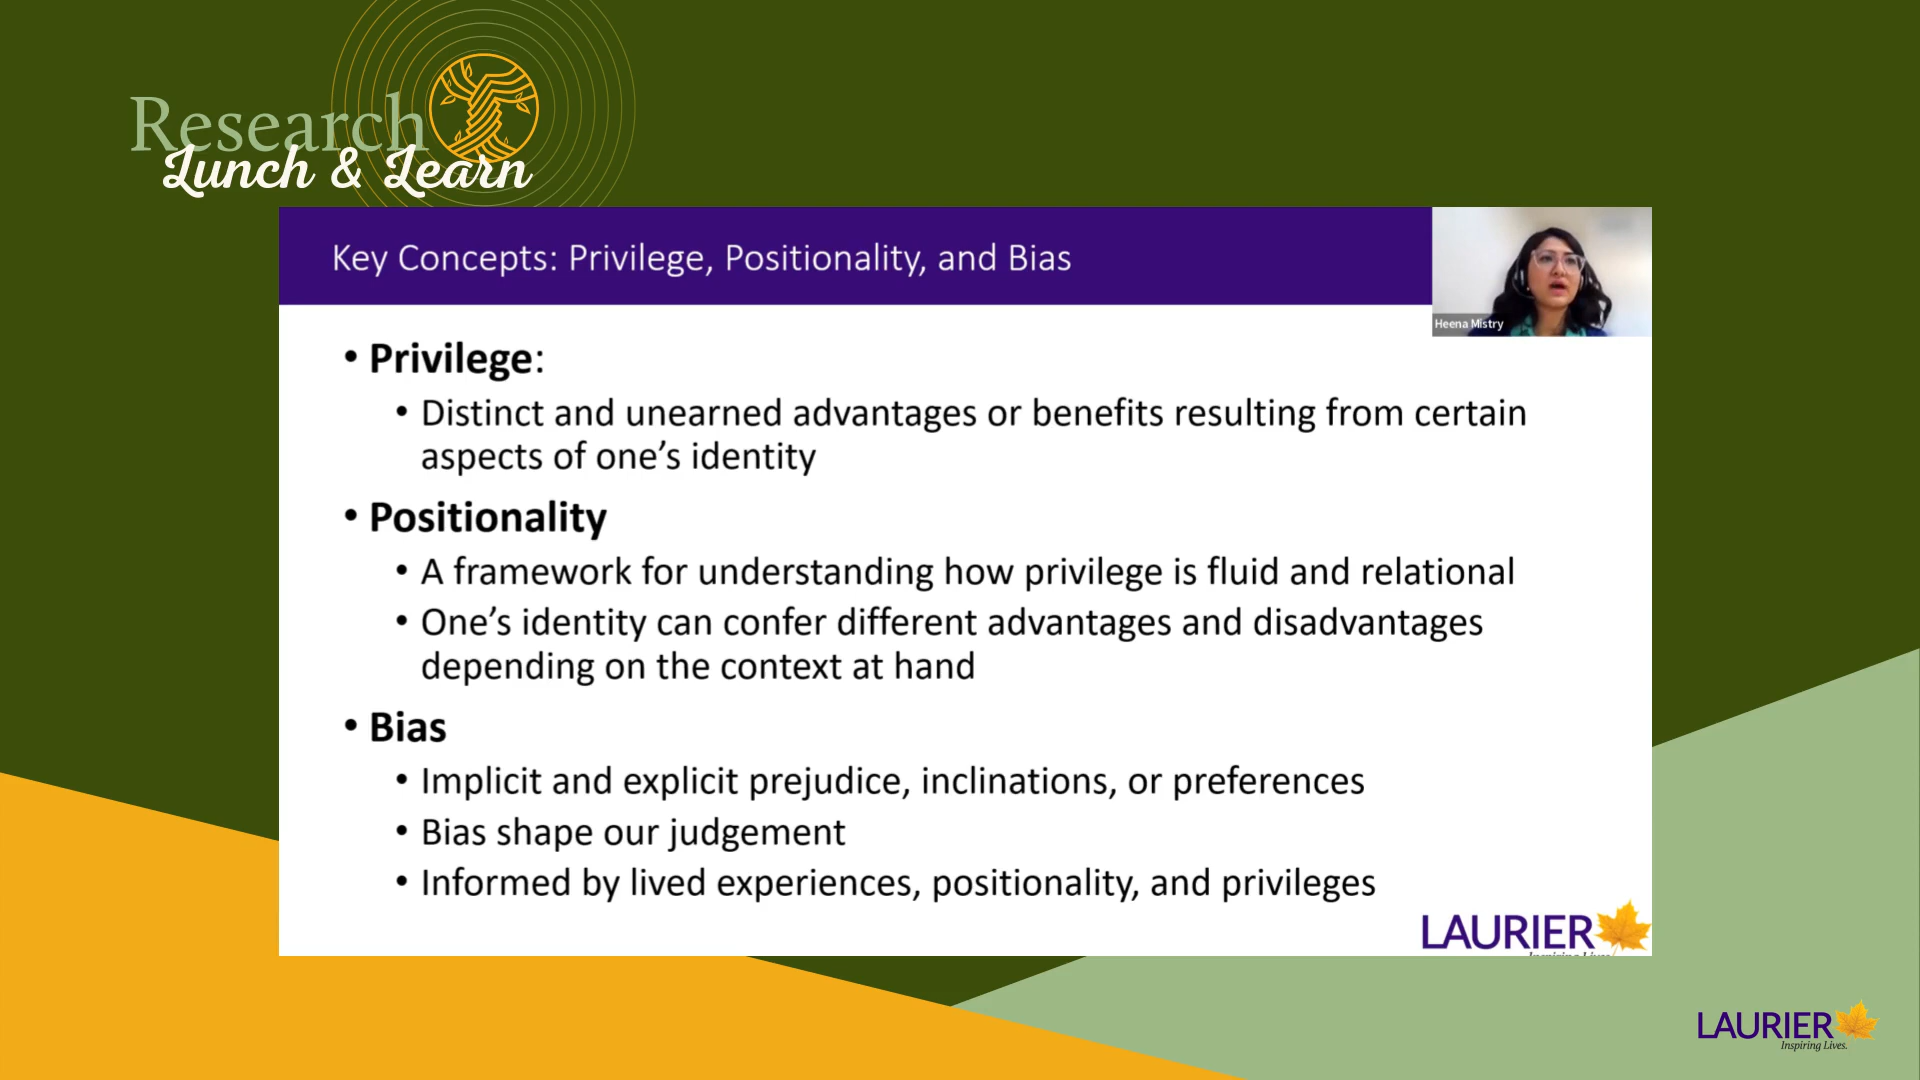 Research
Lunch & Learn
Key Concepts: Privilege, Positionality, and Bias
Heena Mistry
• Privilege:
• Distinct and unearned advantages or benefits resulting from certain
aspects of one’s identity
• Positionality
• A framework for understanding how privilege is fluid and relational
• One’s identity can confer different advantages and disadvantages
depending on the context at hand
• Bias
• Implicit and explicit prejudice, inclinations, or preferences
• Bias shape our judgement
• Informed by lived experiences, positionality, and privileges
LAURIER
Inspiring Lives
LAURIER
Inspiring Lives.